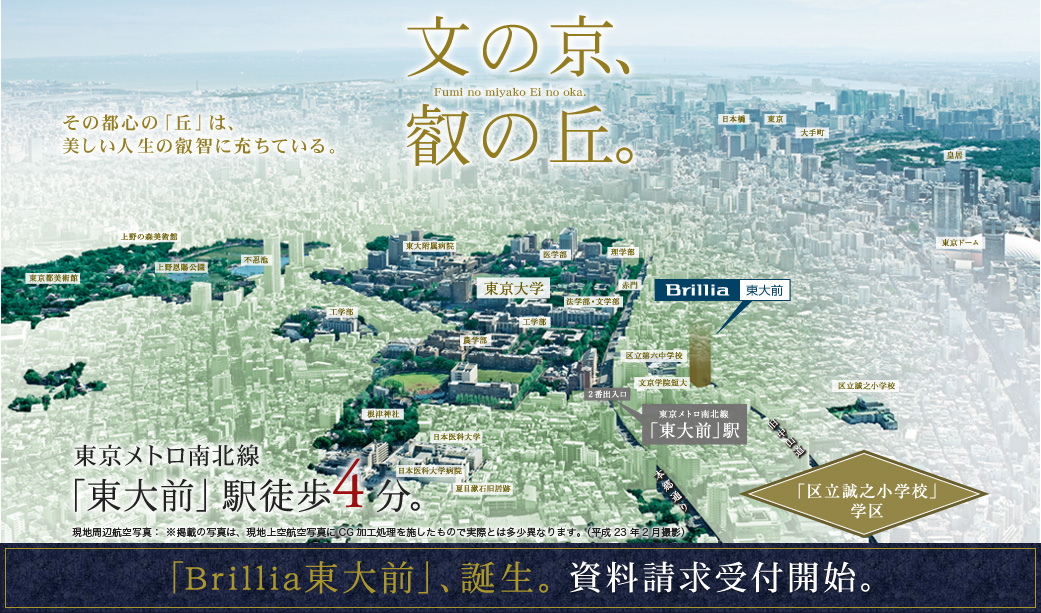 文の京、
Fumi no miyako Ei no oka.
叡の丘。
その都心の「丘」は、
美しい人生の叡智に充ちている。
日本橋
東京
大手町
皇居
東京ドーム
上野の森美術館
東京都美術館
上野恩賜公園
不忍池
東大附属病院
医学部
理学部
東京大学
赤門
法学部・文学部
工学部
工学部
農学部
Brillia 東大前
区立第六中学校
文京学院短大
2番出入口
区立誠之小学校
東京メトロ南北線
「東大前」駅
旧中山道
本郷通り
根津神社
日本医科大学
日本医科大学病院
夏目漱石旧居跡
「区立誠之小学校」
学区
東京メトロ南北線
「東大前」駅徒歩4分。
現地周辺航空写真： ※掲載の写真は、現地上空航空写真にCG加工処理を施したもので実際とは多少異なります。（平成23年2月撮影）
「Brillia東大前」、誕生。資料請求受付開始。